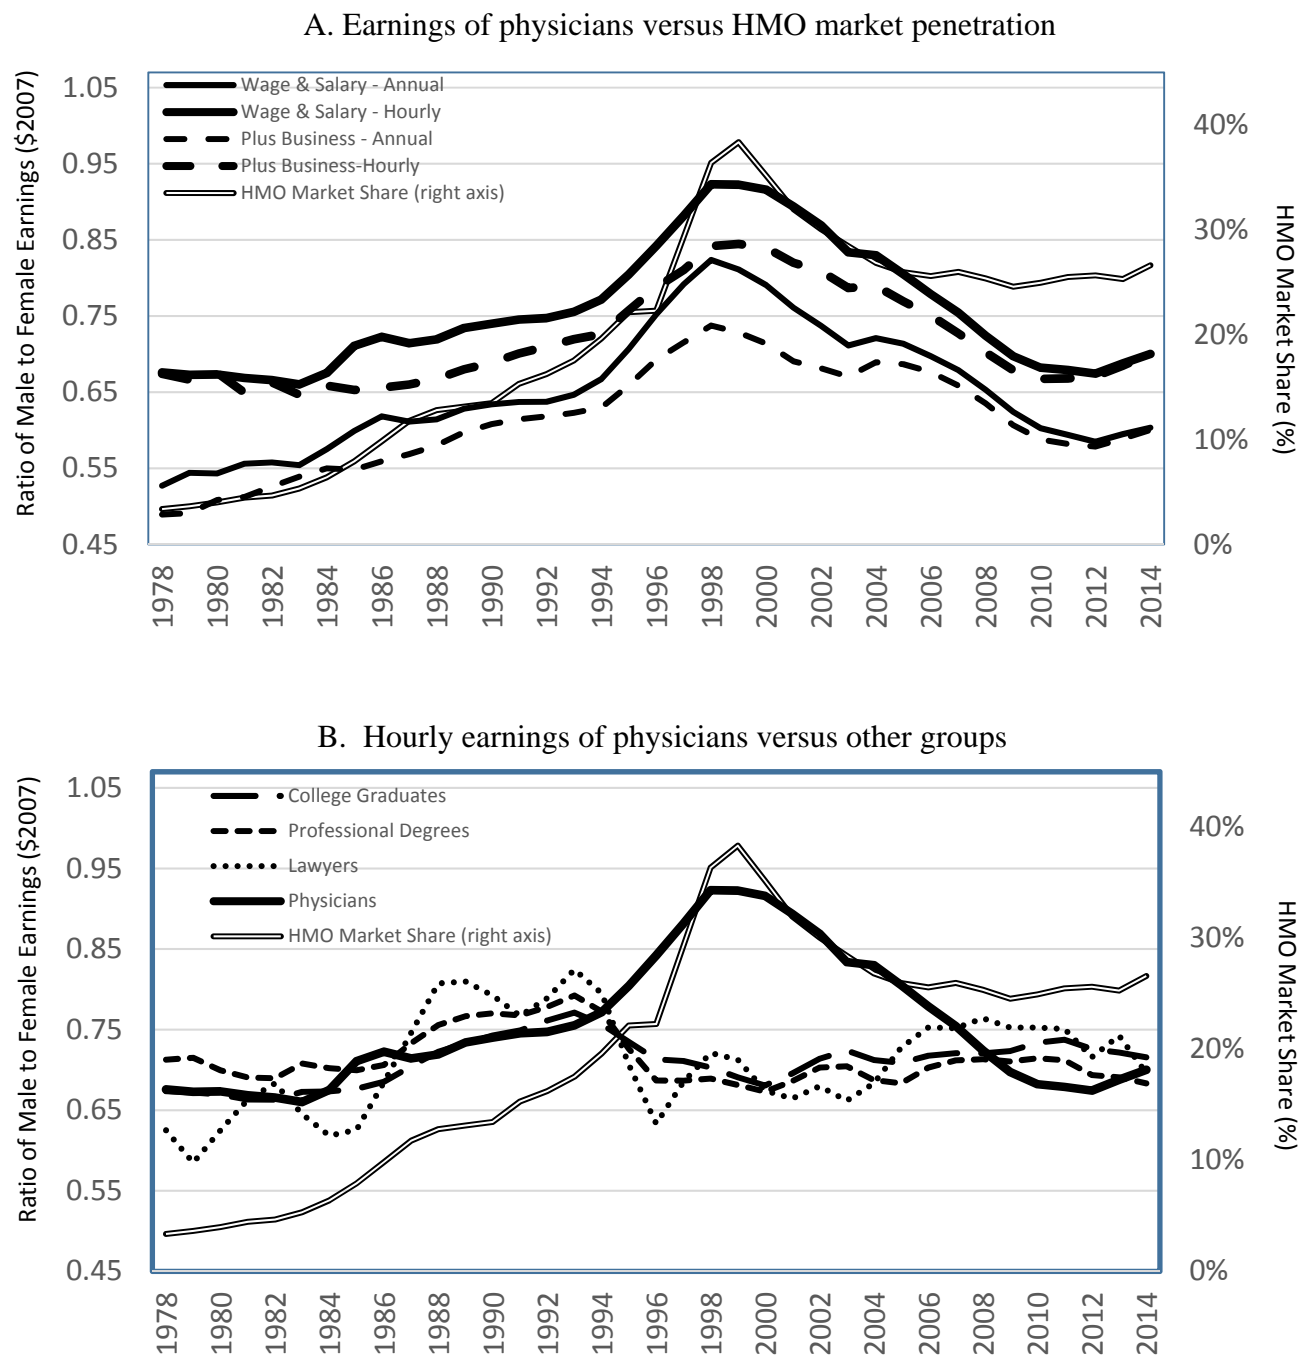 A. Earnings of physicians versus HMO market penetration
Ratio of Male to Female Earnings ($2007)
1.05
0.95
0.85
0.75
0.65
0.55
0.45
Wage & Salary - Annual
Wage & Salary - Hourly
Plus Business - Annual
Plus Business-Hourly
HMO Market Share (right axis)
40%
30%
20%
10%
0%
HMO Market Share (%)
1978 1980 1982 1984 1986 1988 1990 1992 1994 1996 1998 2000 2002 2004 2006 2008 2010 2012 2014
B. Hourly earnings of physicians versus other groups
Ratio of Male to Female Earnings ($2007)
1.05
0.95
0.85
0.75
0.65
0.55
0.45
College Graduates
Professional Degrees
Lawyers
Physicians
HMO Market Share (right axis)
40%
30%
20%
10%
0%
HMO Market Share (%)
1978 1980 1982 1984 1986 1988 1990 1992 1994 1996 1998 2000 2002 2004 2006 2008 2010 2012 2014